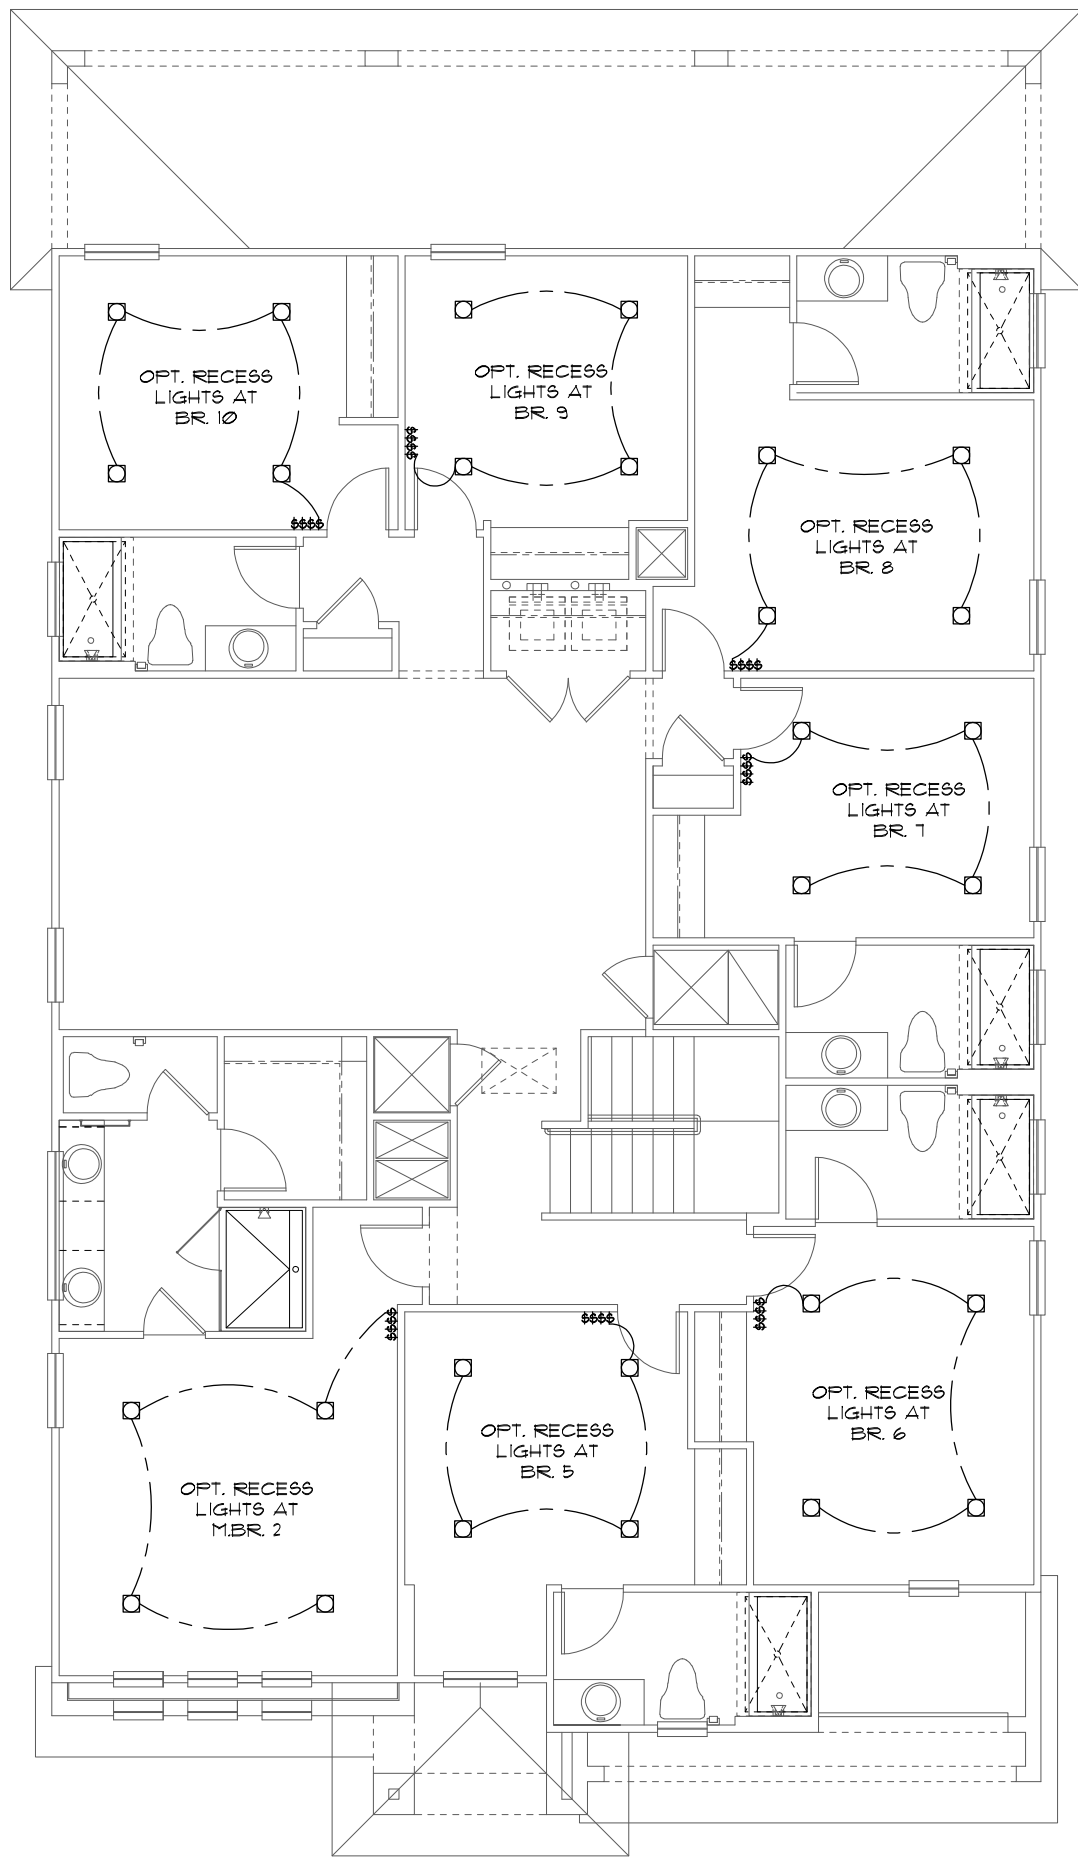 OPT. RECESS
LIGHTS AT
BR. 10
$$$$
OPT. RECESS
LIGHTS AT
BR. 9
$$$$
OPT. RECESS
LIGHTS AT
BR. 8
$$$$
OPT. RECESS
LIGHTS AT
BR. 7
$$$$
OPT. RECESS
LIGHTS AT
BR. 6
$$$$
OPT. RECESS
LIGHTS AT
BR. 5
$$$$
OPT. RECESS
LIGHTS AT
M.BR. 2
$$$$